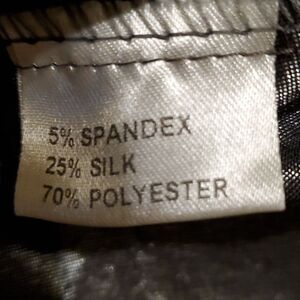 5% SPANDEX
25% SILK
70% POLYESTER